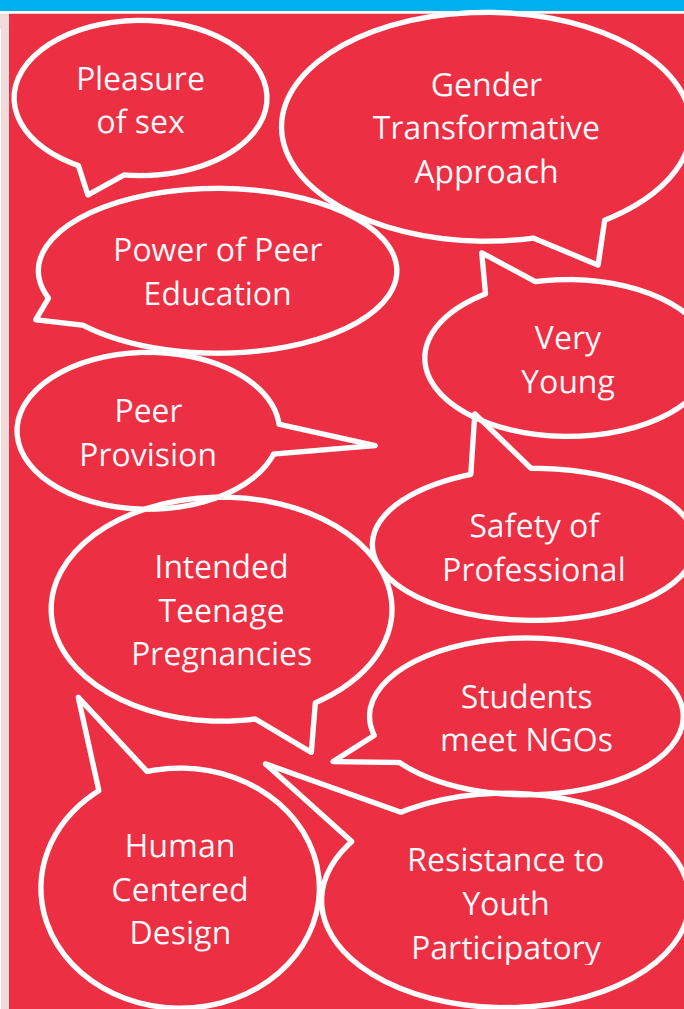 Pleasure
of sex
Gender
Transformative
Approach
Power of Peer
Education
Very
Young
Peer
Provision
Safety of
Professional
Intended
Teenage
Pregnancies
Students
meet NGOs
Human
Centered
Design
Resistance to
Youth
Participatory